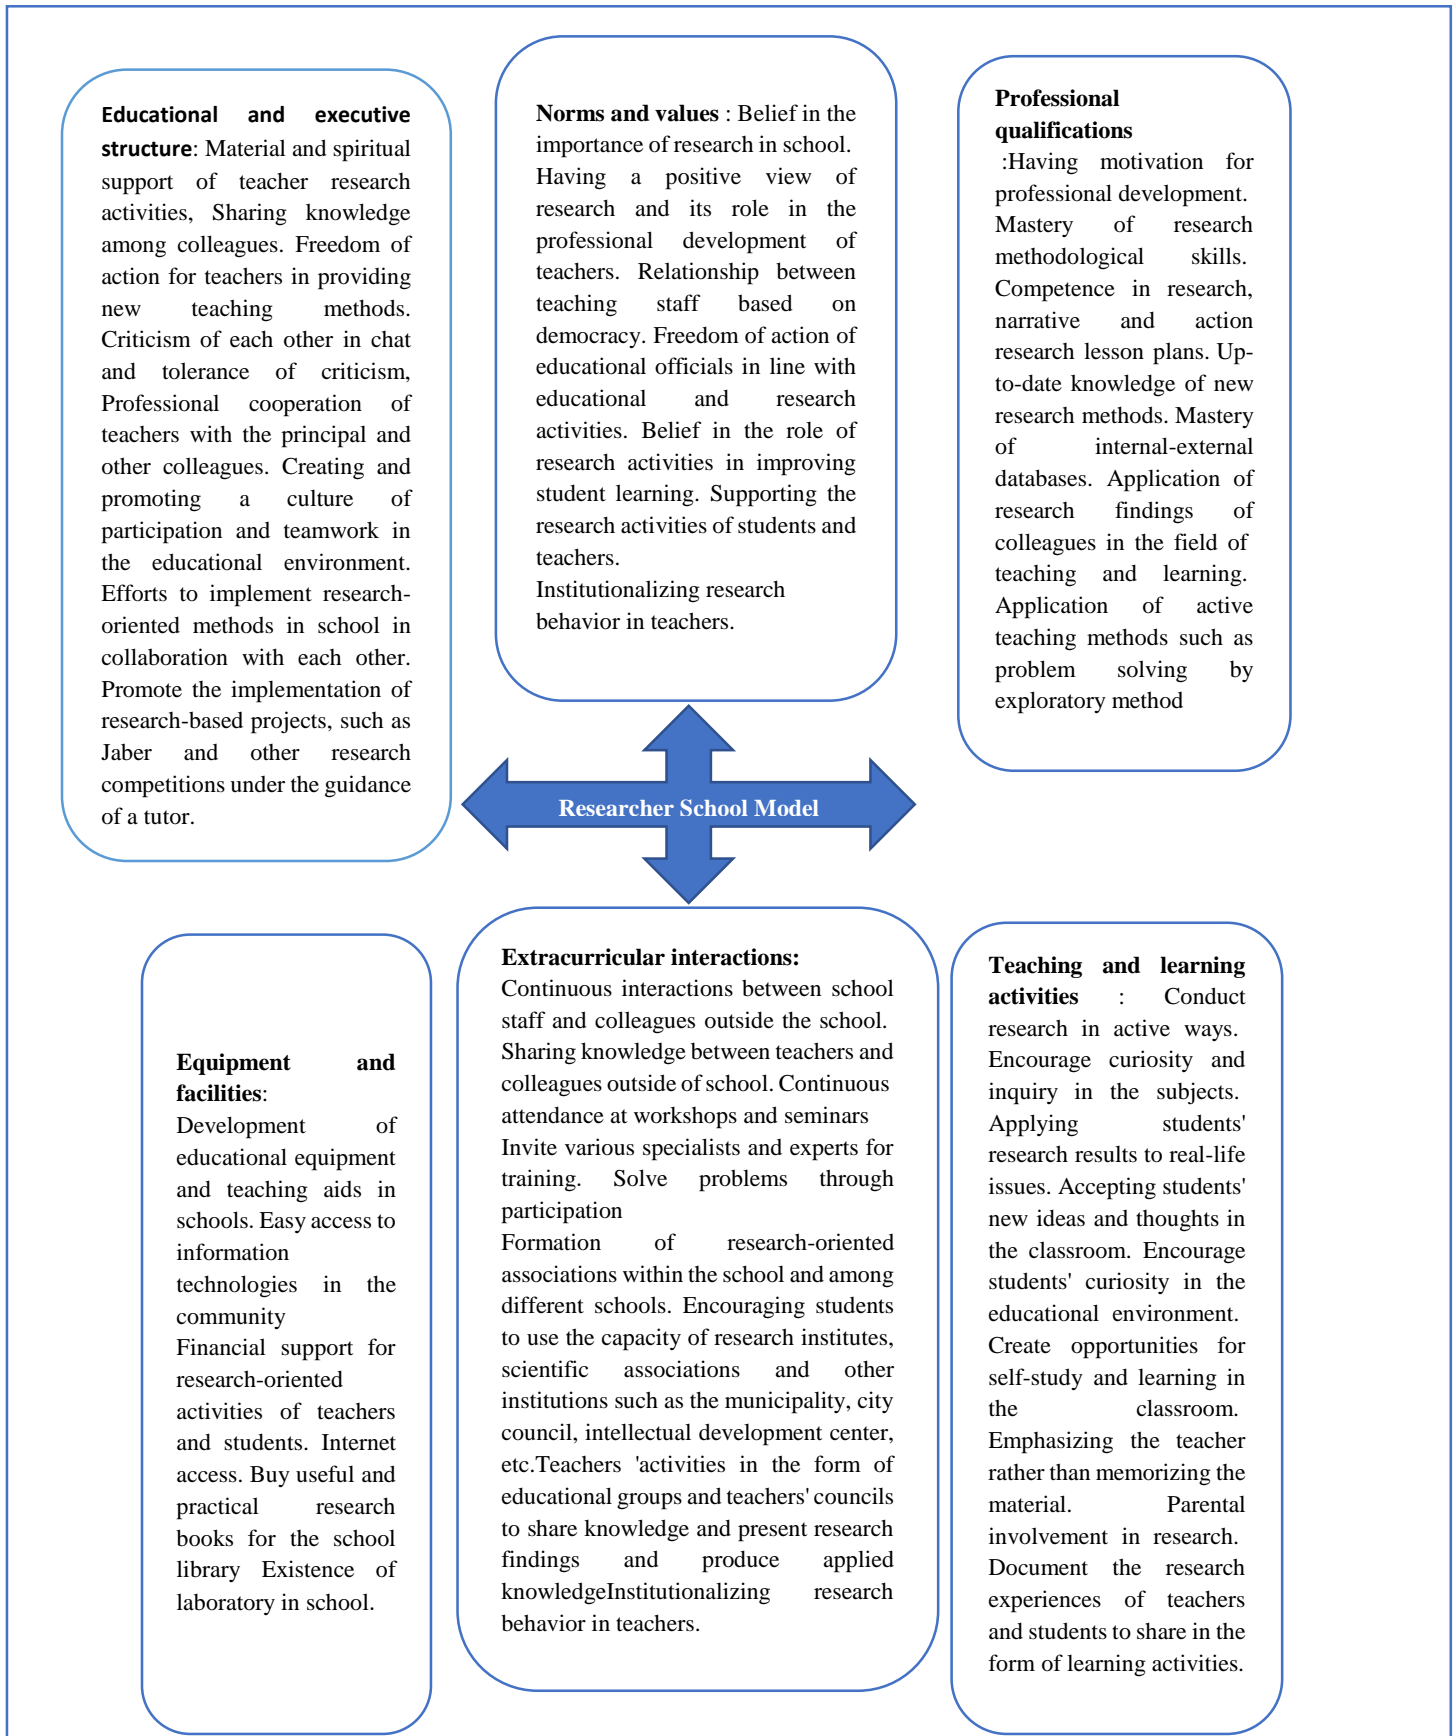 Educational and executive
structure: Material and spiritual
support of teacher research
activities, Sharing knowledge
among colleagues. Freedom of
action for teachers in providing
new teaching methods.
Criticism of each other in chat
and tolerance of criticism,
Professional cooperation of
teachers with the principal and
other colleagues. Creating and
promoting a culture of
participation and teamwork in
the educational environment.
Efforts to implement research-
oriented methods in school in
collaboration with each other.
Promote the implementation of
research-based projects, such as
Jaber and other research
competitions under the guidance
of a tutor.
Norms and values : Belief in the
importance of research in school.
Having a positive view of
research and its role in the
professional development of
teachers. Relationship between
teaching staff based on
democracy. Freedom of action of
educational officials in line with
educational and research
activities. Belief in the role of
research activities in improving
student learning. Supporting the
research activities of students and
teachers.
Institutionalizing research
behavior in teachers.
Professional
qualifications
:Having motivation for
professional development.
Mastery of research
methodological skills.
Competence in research,
narrative and action
research lesson plans. Up-
to-date knowledge of new
research methods. Mastery
of internal-external
databases. Application of
research findings of
colleagues in the field of
teaching and learning.
Application of active
teaching methods such as
problem solving by
exploratory method
Researcher School Model
Equipment and
facilities:
Development of
educational equipment
and teaching aids in
schools. Easy access to
information
technologies in the
community
Financial support for
research-oriented
activities of teachers
and students. Internet
access. Buy useful and
practical research
books for the school
library Existence of
laboratory in school.
Extracurricular interactions:
Continuous interactions between school
staff and colleagues outside the school.
Sharing knowledge between teachers and
colleagues outside of school. Continuous
attendance at workshops and seminars
Invite various specialists and experts for
training. Solve problems through
participation
Formation of research-oriented
associations within the school and among
different schools. Encouraging students
to use the capacity of research institutes,
scientific associations and other
institutions such as the municipality, city
council, intellectual development center,
etc.Teachers 'activities in the form of
educational groups and teachers' councils
to share knowledge and present research
findings and produce applied
knowledgeInstitutionalizing research
behavior in teachers.
Teaching and learning
activities : Conduct
research in active ways.
Encourage curiosity and
inquiry in the subjects.
Applying students'
research results to real-life
issues. Accepting students'
new ideas and thoughts in
the classroom. Encourage
students' curiosity in the
educational environment.
Create opportunities for
self-study and learning in
the classroom.
Emphasizing the teacher
rather than memorizing the
material. Parental
involvement in research.
Document the research
experiences of teachers
and students to share in the
form of learning activities.